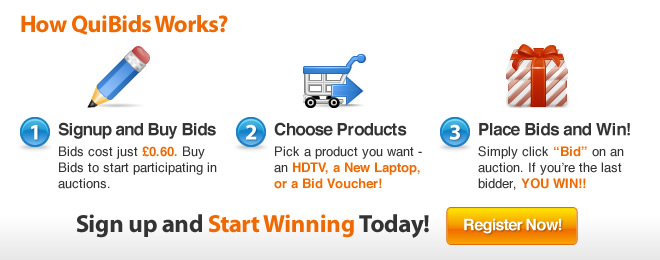 How QuiBids Works?
1 Signup and Buy Bids
Bids cost just £0.60. Buy
Bids to start participating in
auctions.
2 Choose Products
Pick a product you want -
an HDTV, a New Laptop,
or a Bid Voucher!
3 Place Bids and Win!
Simply click “Bid” on an
auction. If you’re the last
bidder, YOU WIN!!
Sign up and Start Winning Today!
Register Now!